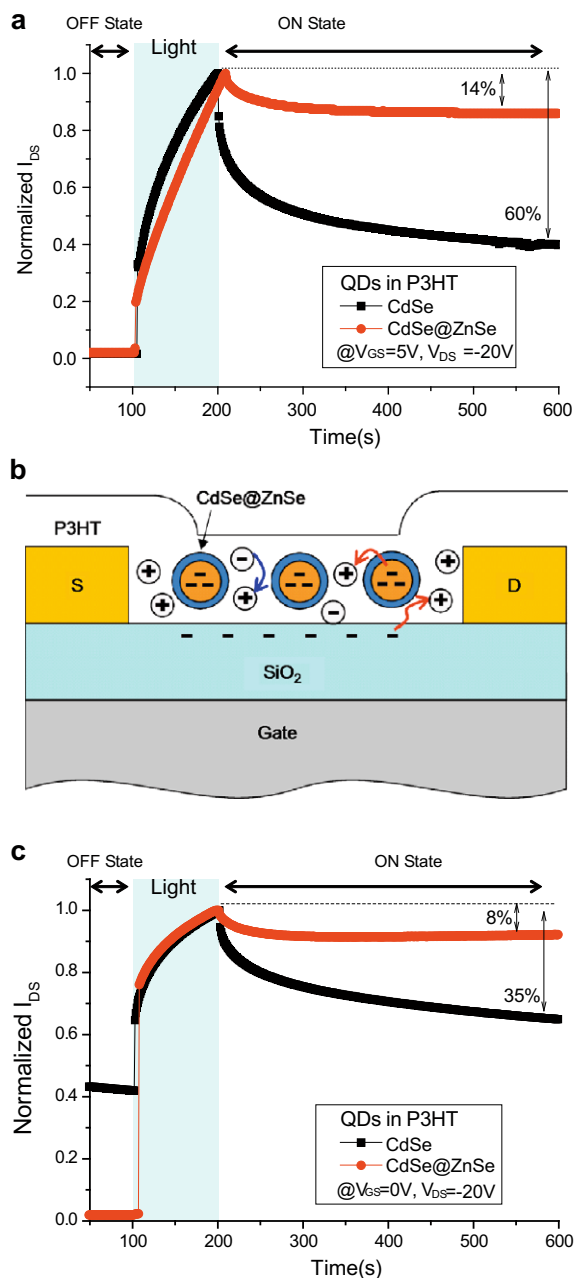 a
OFF State
Light
ON State
Normalized I_DS
1.0
0.8
0.6
0.4
0.2
0.0
14%
60%
QDs in P3HT
CdSe
CdSe@ZnSe
@V_GS=5V, V_DS =-20V
100 200 300 400 500 600
Time(s)
b
CdSe@ZnSe
P3HT
S
D
SiO₂
Gate
c
OFF State
Light
ON State
Normalized I_DS
1.0
0.8
0.6
0.4
0.2
0.0
8%
35%
QDs in P3HT
CdSe
CdSe@ZnSe
@V_GS=0V, V_DS=-20V
100 200 300 400 500 600
Time(s)